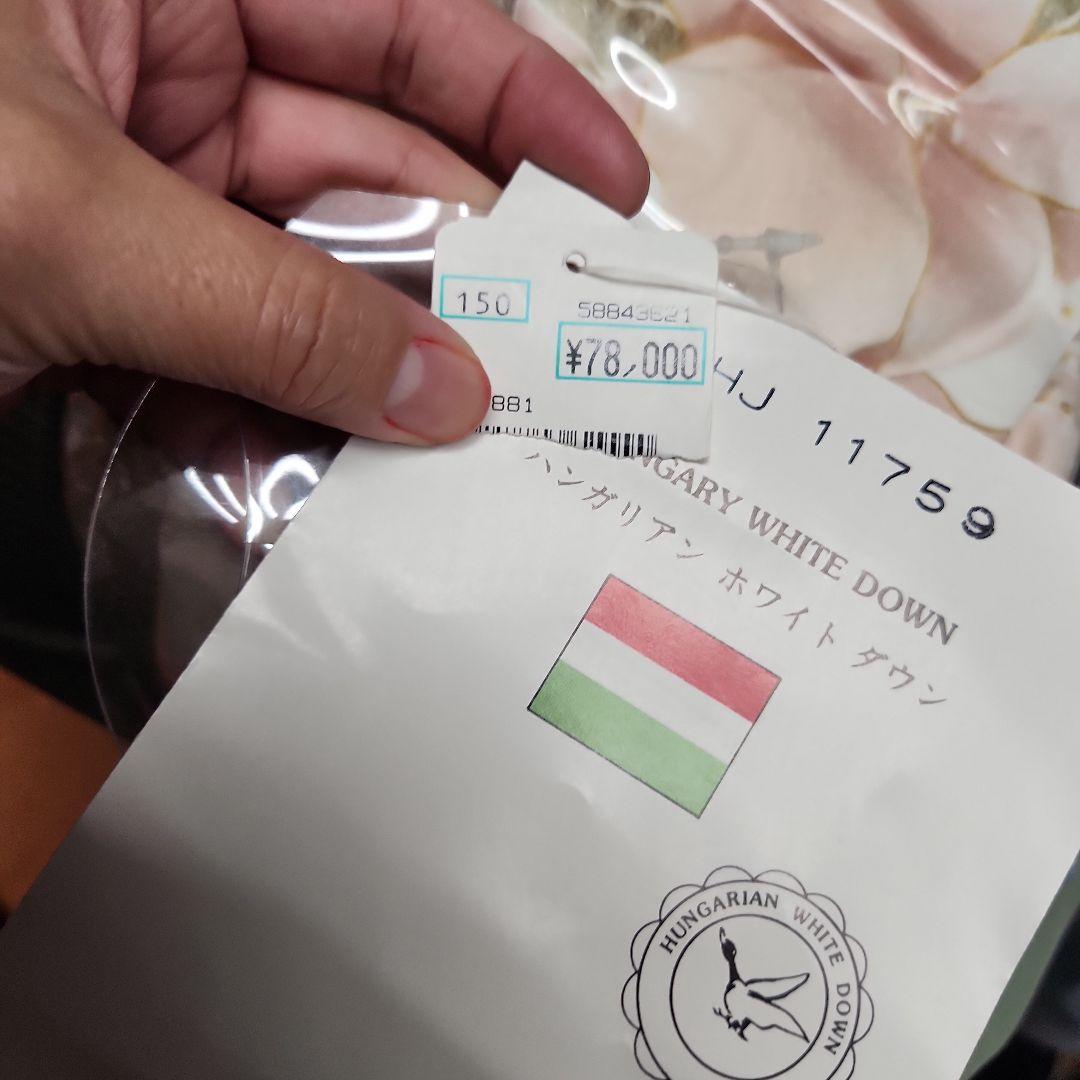 150
58843621
¥78,000
881
HJ 11759
HUNGARY WHITE DOWN
ハンガリアン ホワイト ダウン
HUNGARIAN WHITE DOWN